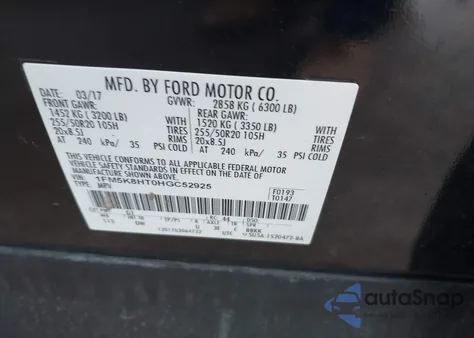 MFD. BY FORD MOTOR CO.
DATE: 03/17 GVWR: 2858 KG ( 6300 LB)
FRONT GAWR: REAR GAWR:
1452 KG ( 3200 LB) 1520 KG ( 3350 LB)
255/50R20 105H TIRES 255/50R20 105H
20x8.5J RIMS 20x8.5J
AT 240 kPa/ 35 PSI COLD AT 240 kPa/ 35 PSI COLD
THIS VEHICLE CONFORMS TO ALL APPLICABLE FEDERAL MOTOR
VEHICLE SAFETY STANDARDS IN EFFECT ON THE DATE OF
MANUFACTURE SHOWN ABOVE.
VIN: 1FM5K8HT0HGC52925 F0193
TYPE: MPV T0147
autoSnap